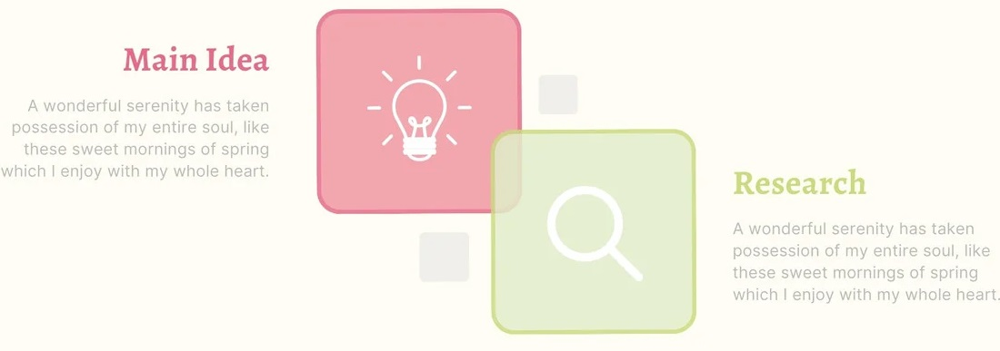 Main Idea
A wonderful serenity has taken
possession of my entire soul, like
these sweet mornings of spring
which I enjoy with my whole heart.
Research
A wonderful serenity has taken
possession of my entire soul, like
these sweet mornings of spring
which I enjoy with my whole heart.